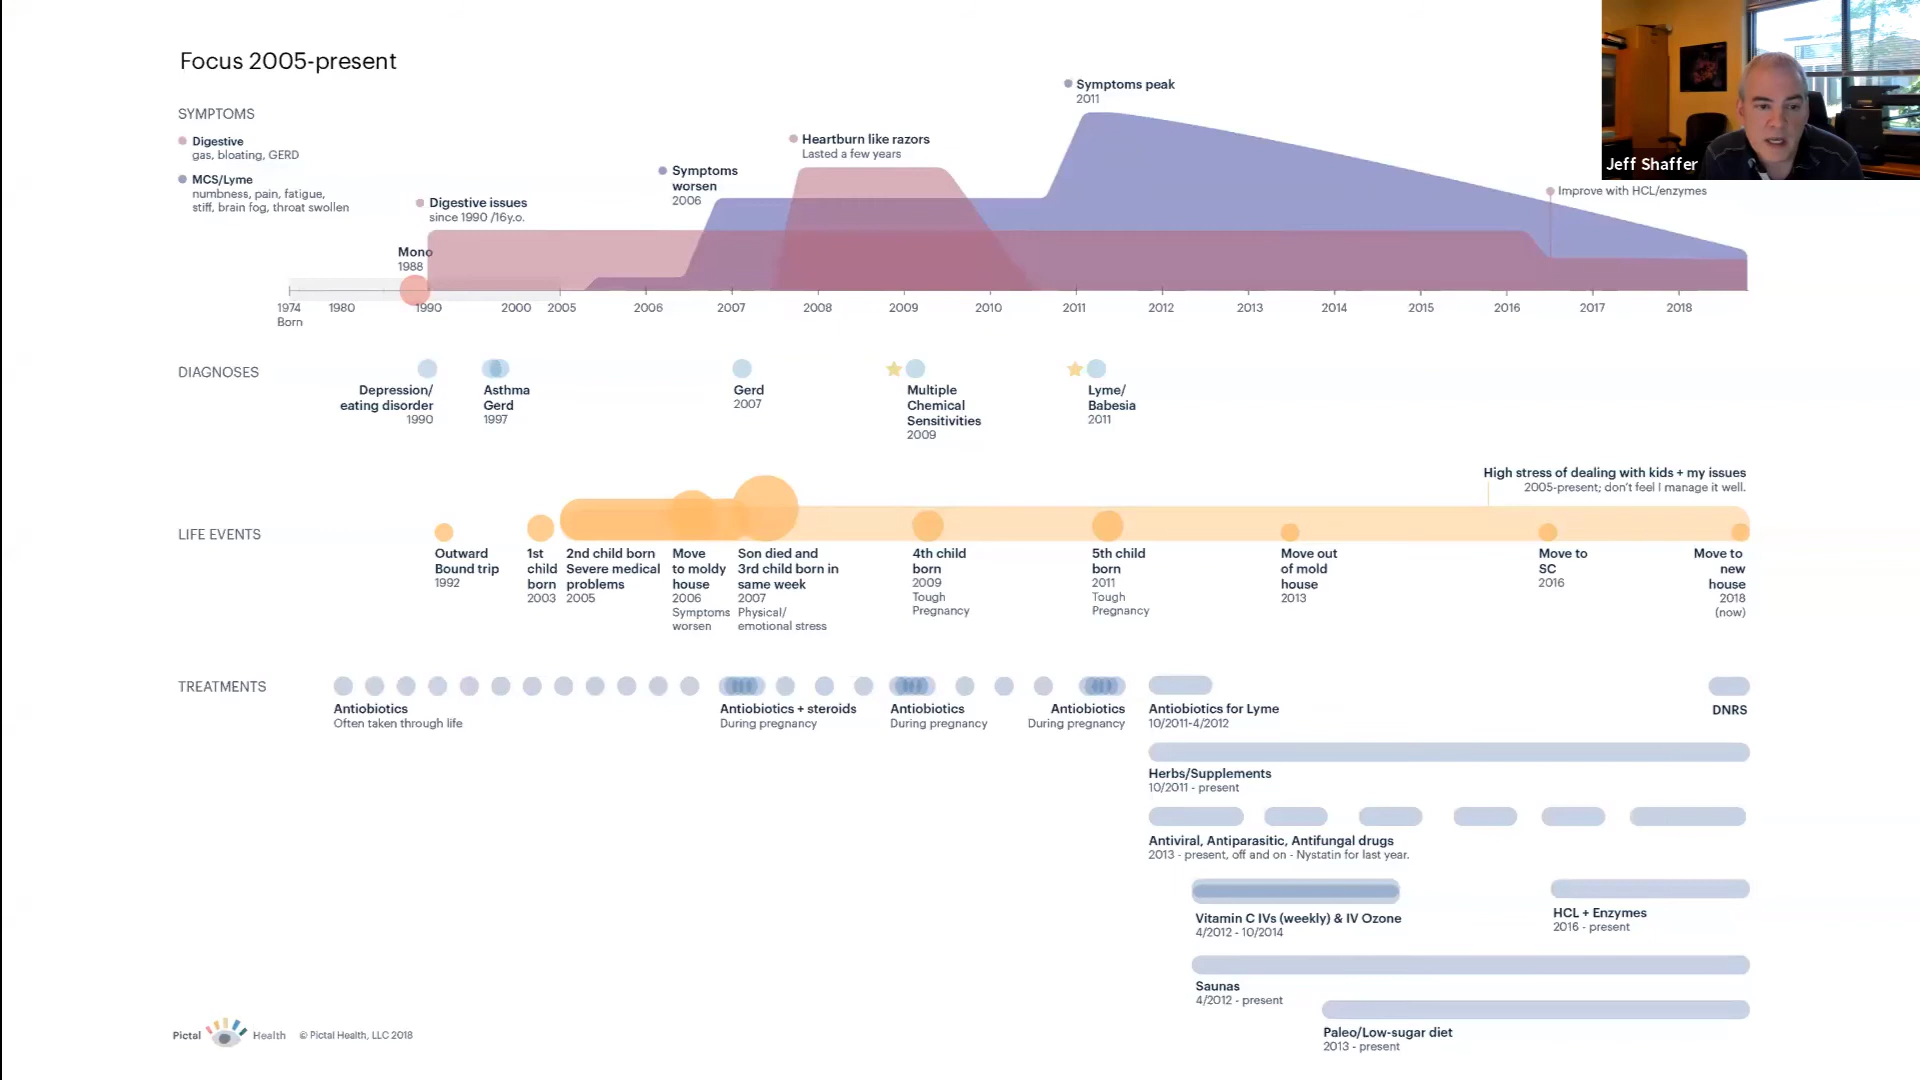 Focus 2005-present
Jeff Shaffer
SYMPTOMS
Digestive
gas, bloating, GERD
MCS/Lyme
numbness, pain, fatigue,
stiff, brain fog, throat swollen
Mono
1988
Digestive issues
since 1990 /16y.o.
Symptoms
worsen
2006
Heartburn like razors
Lasted a few years
Symptoms peak
2011
Improve with HCL/enzymes
1974
Born
1980
1990
2000
2005
2006
2007
2008
2009
2010
2011
2012
2013
2014
2015
2016
2017
2018
DIAGNOSES
Depression/
eating disorder
1990
Asthma
Gerd
1997
Gerd
2007
Multiple
Chemical
Sensitivities
2009
Lyme/
Babesia
2011
High stress of dealing with kids + my issues
2005-present; don't feel I manage it well.
LIFE EVENTS
Outward
Bound trip
1992
1st
child
born
2003
2nd child born
Severe medical
problems
2005
Move
to moldy
house
2006
Symptoms
worsen
Son died and
3rd child born in
same week
2007
Physical/
emotional stress
4th child
born
2009
Tough
Pregnancy
5th child
born
2011
Tough
Pregnancy
Move out
of mold
house
2013
Move to
SC
2016
Move to
new
house
2018
(now)
TREATMENTS
Antibiotics
Often taken through life
Antibiotics + steroids
During pregnancy
Antibiotics
During pregnancy
Antibiotics
During pregnancy
Antibiotics for Lyme
10/2011-4/2012
DNRS
Herbs/Supplements
10/2011 - present
Antiviral, Antiparasitic, Antifungal drugs
2013 - present, off and on - Nystatin for last year.
Vitamin C IVs (weekly) & IV Ozone
4/2012 - 10/2014
HCL + Enzymes
2016 - present
Saunas
4/2012 - present
Paleo/Low-sugar diet
2013 - present
Pictal Health © Pictal Health, LLC 2018